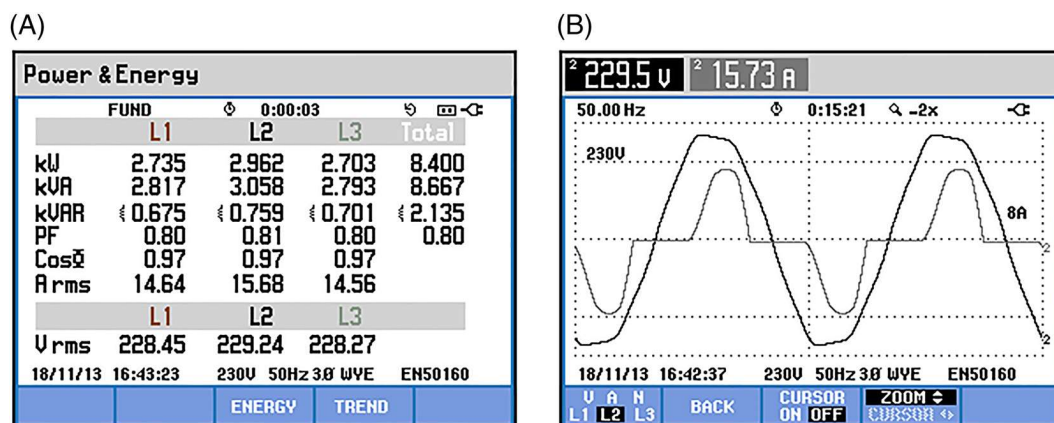 (A)
Power & Energy
FUND 0:00:03
L1 L2 L3 Total
kW 2.735 2.962 2.703 8.400
kVA 2.817 3.058 2.793 8.667
kVAR 0.675 0.759 0.701 2.135
PF 0.80 0.81 0.80 0.80
CosΦ 0.97 0.97 0.97
A rms 14.64 15.68 14.56
L1 L2 L3
V rms 228.45 229.24 228.27
18/11/13 16:43:23 230V 50Hz 3Ø WYE EN50160
ENERGY TREND
(B)
2 229.5 V 2 15.73 A
50.00 Hz 0:15:21 -2x
230V
8A
2
2
18/11/13 16:42:37 230V 50Hz 3Ø WYE EN50160
V A N
L1 L2 L3
BACK
CURSOR
ON OFF
ZOOM
CURSOR